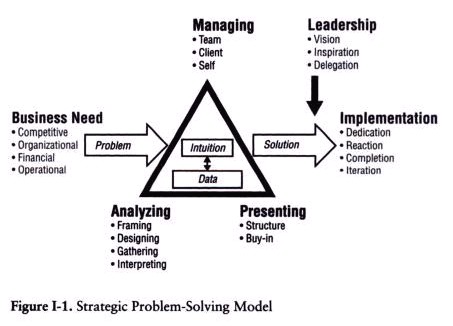 Managing
• Team
• Client
• Self
Leadership
• Vision
• Inspiration
• Delegation
Business Need
• Competitive
• Organizational
• Financial
• Operational
Problem
Intuition
Data
Solution
Implementation
• Dedication
• Reaction
• Completion
• Iteration
Analyzing
• Framing
• Designing
• Gathering
• Interpreting
Presenting
• Structure
• Buy-in
Figure I-1. Strategic Problem-Solving Model